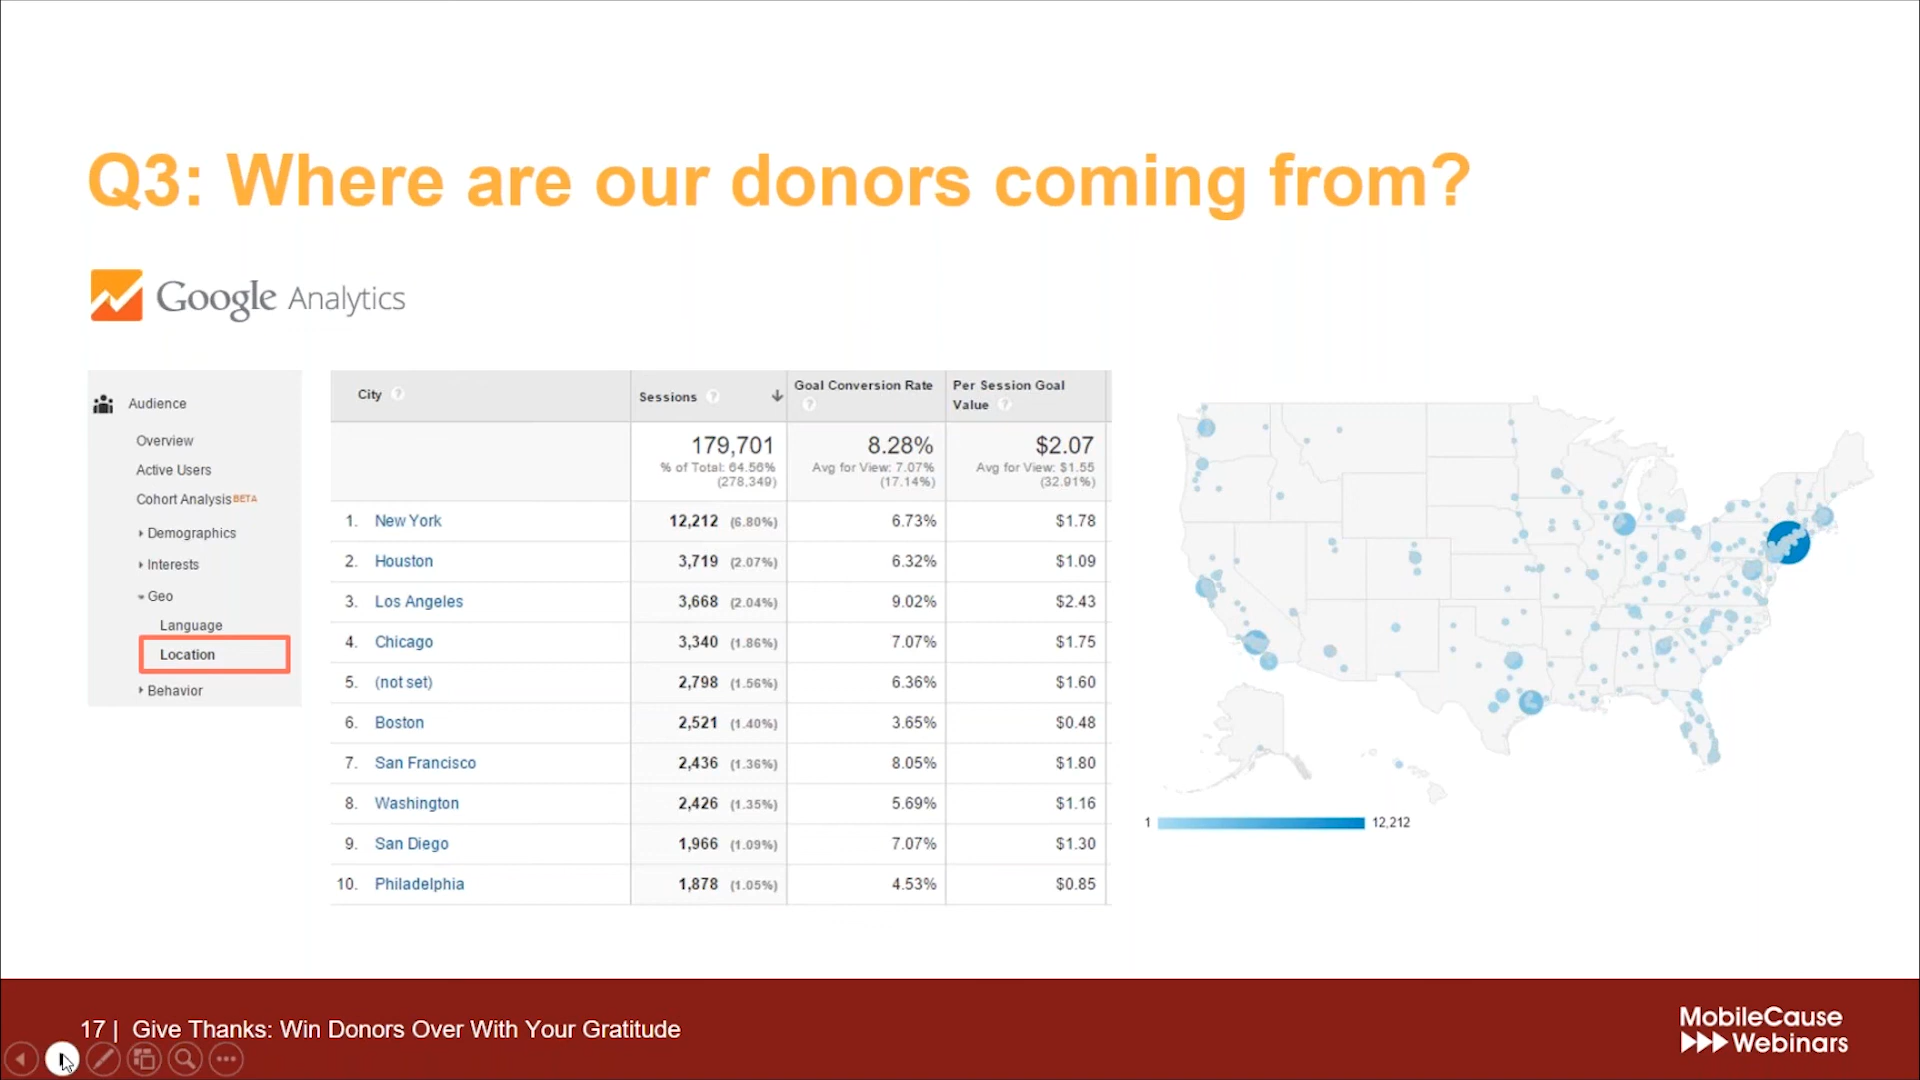 Q3: Where are our donors coming from?
Google Analytics
Audience
Overview
Active Users
Cohort Analysis BETA
Demographics
Interests
Geo
Language
Location
Behavior
City ? Sessions ? Goal Conversion Rate ? Per Session Goal Value ?
179,701 8.28% $2.07
% of Total: 64.56% Avg for View: 7.07% Avg for View: $1.55
(278,349) (17.14%) (32.91%)
1. New York 12,212 (6.80%) 6.73% $1.78
2. Houston 3,719 (2.07%) 6.32% $1.09
3. Los Angeles 3,668 (2.04%) 9.02% $2.43
4. Chicago 3,340 (1.86%) 7.07% $1.75
5. (not set) 2,798 (1.56%) 6.36% $1.60
6. Boston 2,521 (1.40%) 3.65% $0.48
7. San Francisco 2,436 (1.36%) 8.05% $1.80
8. Washington 2,426 (1.35%) 5.69% $1.16
9. San Diego 1,966 (1.09%) 7.07% $1.30
10. Philadelphia 1,878 (1.05%) 4.53% $0.85
1 12,212
17 | Give Thanks: Win Donors Over With Your Gratitude
MobileCause
Webinars